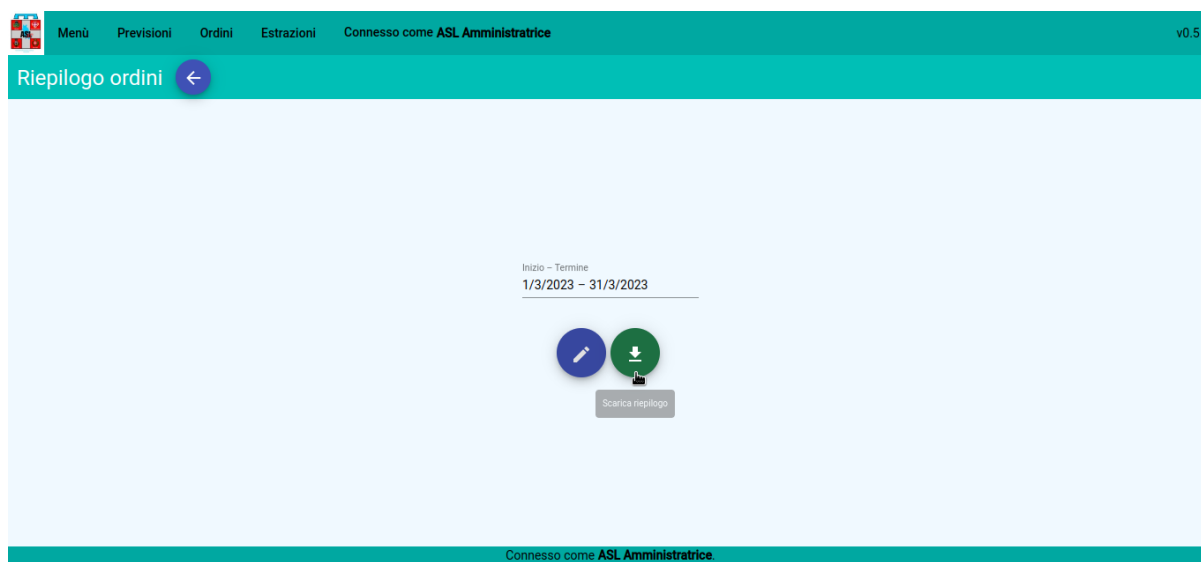 ASL
Menù Previsioni Ordini Estrazioni Connesso come ASL Amministratrice v0.5
Riepilogo ordini
Inizio – Termine
1/3/2023 – 31/3/2023
Scarica riepilogo
Connesso come ASL Amministratrice.